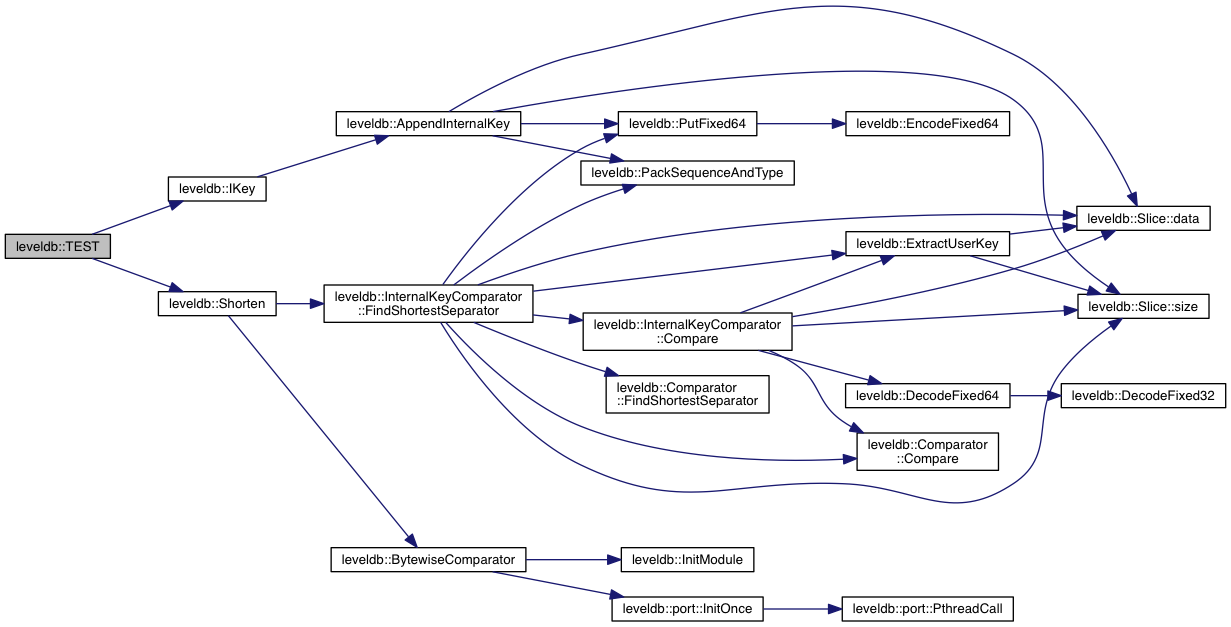 leveldb::TEST
leveldb::IKey
leveldb::Shorten
leveldb::AppendInternalKey
leveldb::InternalKeyComparator
::FindShortestSeparator
leveldb::BytewiseComparator
leveldb::PutFixed64
leveldb::PackSequenceAndType
leveldb::InternalKeyComparator
::Compare
leveldb::Comparator
::FindShortestSeparator
leveldb::InitModule
leveldb::port::InitOnce
leveldb::EncodeFixed64
leveldb::ExtractUserKey
leveldb::DecodeFixed64
leveldb::Comparator
::Compare
leveldb::port::PthreadCall
leveldb::Slice::data
leveldb::Slice::size
leveldb::DecodeFixed32